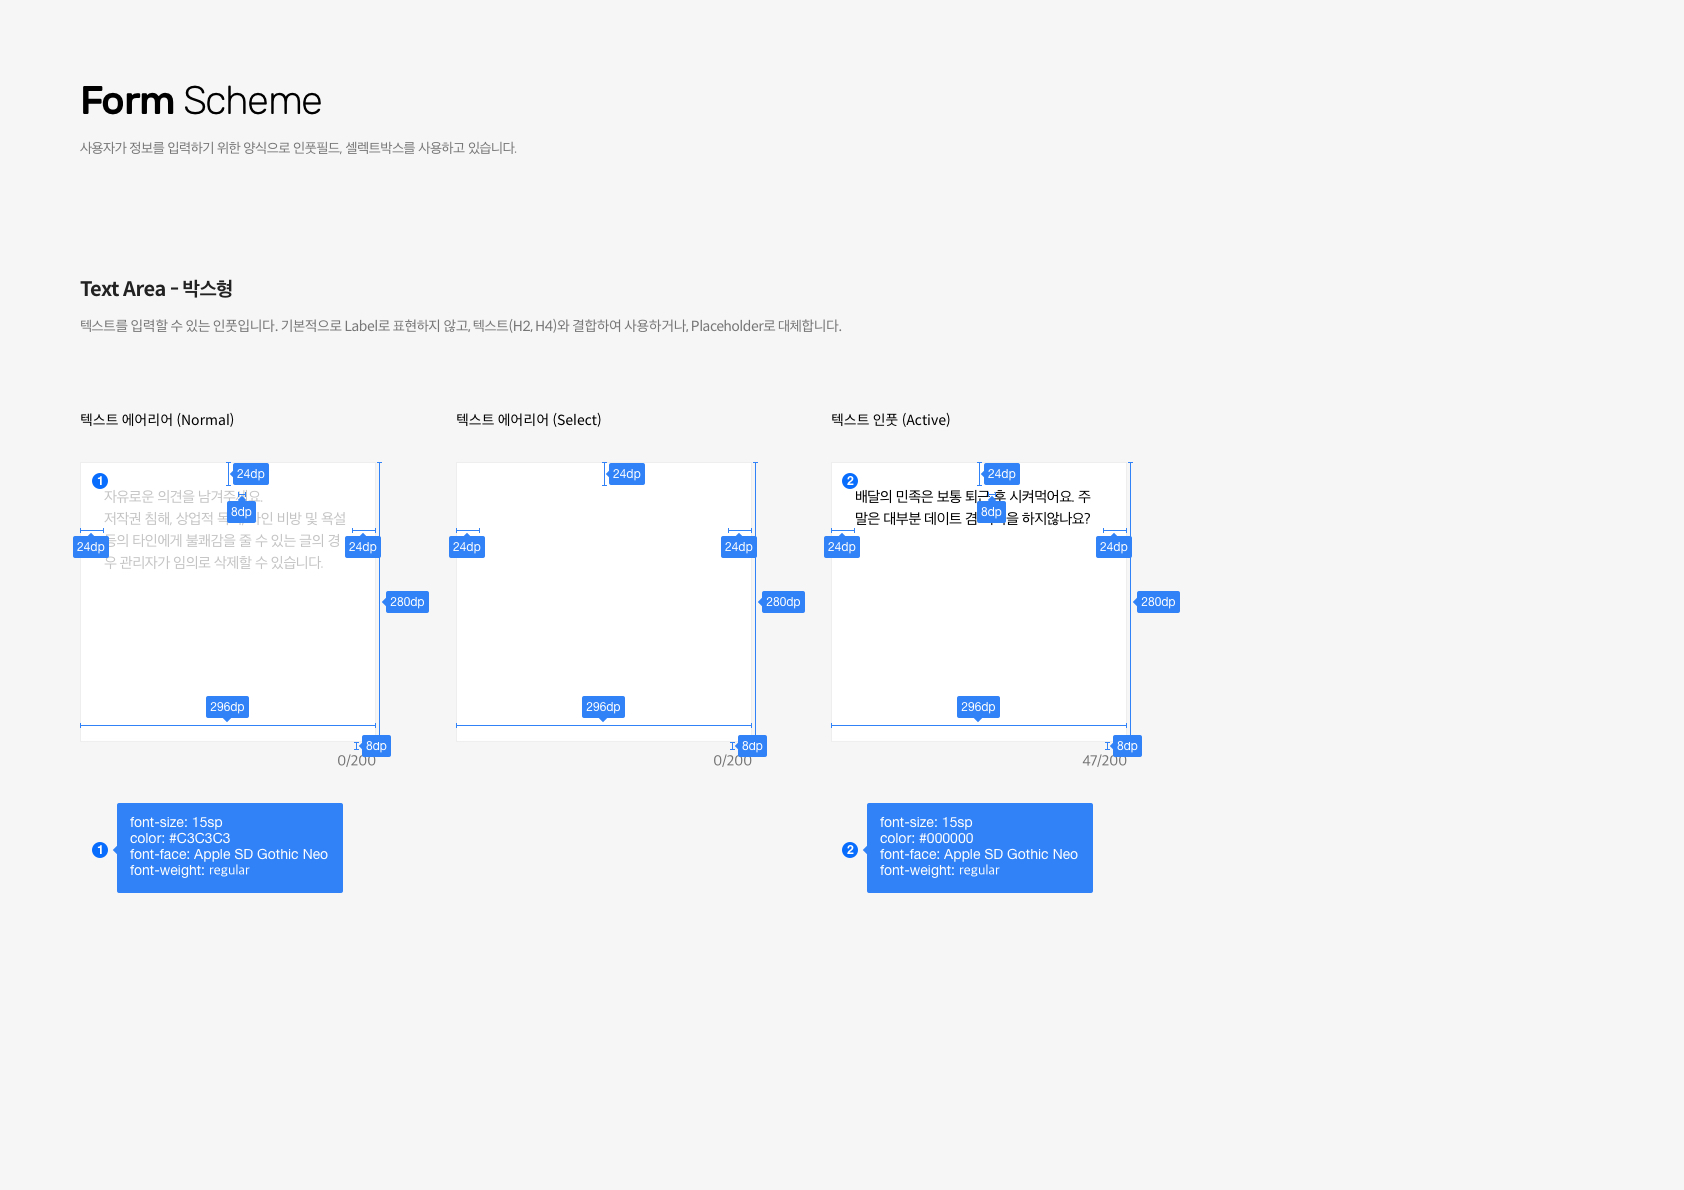 Form Scheme
사용자가 정보를 입력하기 위한 양식으로 인풋필드, 셀렉트박스를 사용하고 있습니다.
Text Area - 박스형
텍스트를 입력할 수 있는 인풋입니다. 기본적으로 Label로 표현하지 않고, 텍스트(H2, H4)와 결합하여 사용하거나, Placeholder로 대체합니다.
텍스트 에어리어 (Normal)
1
24dp
자유로운 의견을 남겨주
8dp
저작권 침해, 상업적 비방 및 욕설
24dp
24dp
타인에게 불쾌감을 줄 수 있는 글의 경
우 관리자가 임의로 삭제할 수 있습니다.
280dp
296dp
8dp
0/200
1
font-size: 15sp
color: #C3C3C3
font-face: Apple SD Gothic Neo
font-weight: regular
텍스트 에어리어 (Select)
24dp
24dp
24dp
280dp
296dp
8dp
0/200
텍스트 인풋 (Active)
2
24dp
배달의 민족은 보통 퇴근 후 시켜먹어요. 주
8dp
말은 대부분 데이트 겸 하지않나요?
24dp
24dp
280dp
296dp
8dp
47/200
2
font-size: 15sp
color: #000000
font-face: Apple SD Gothic Neo
font-weight: regular